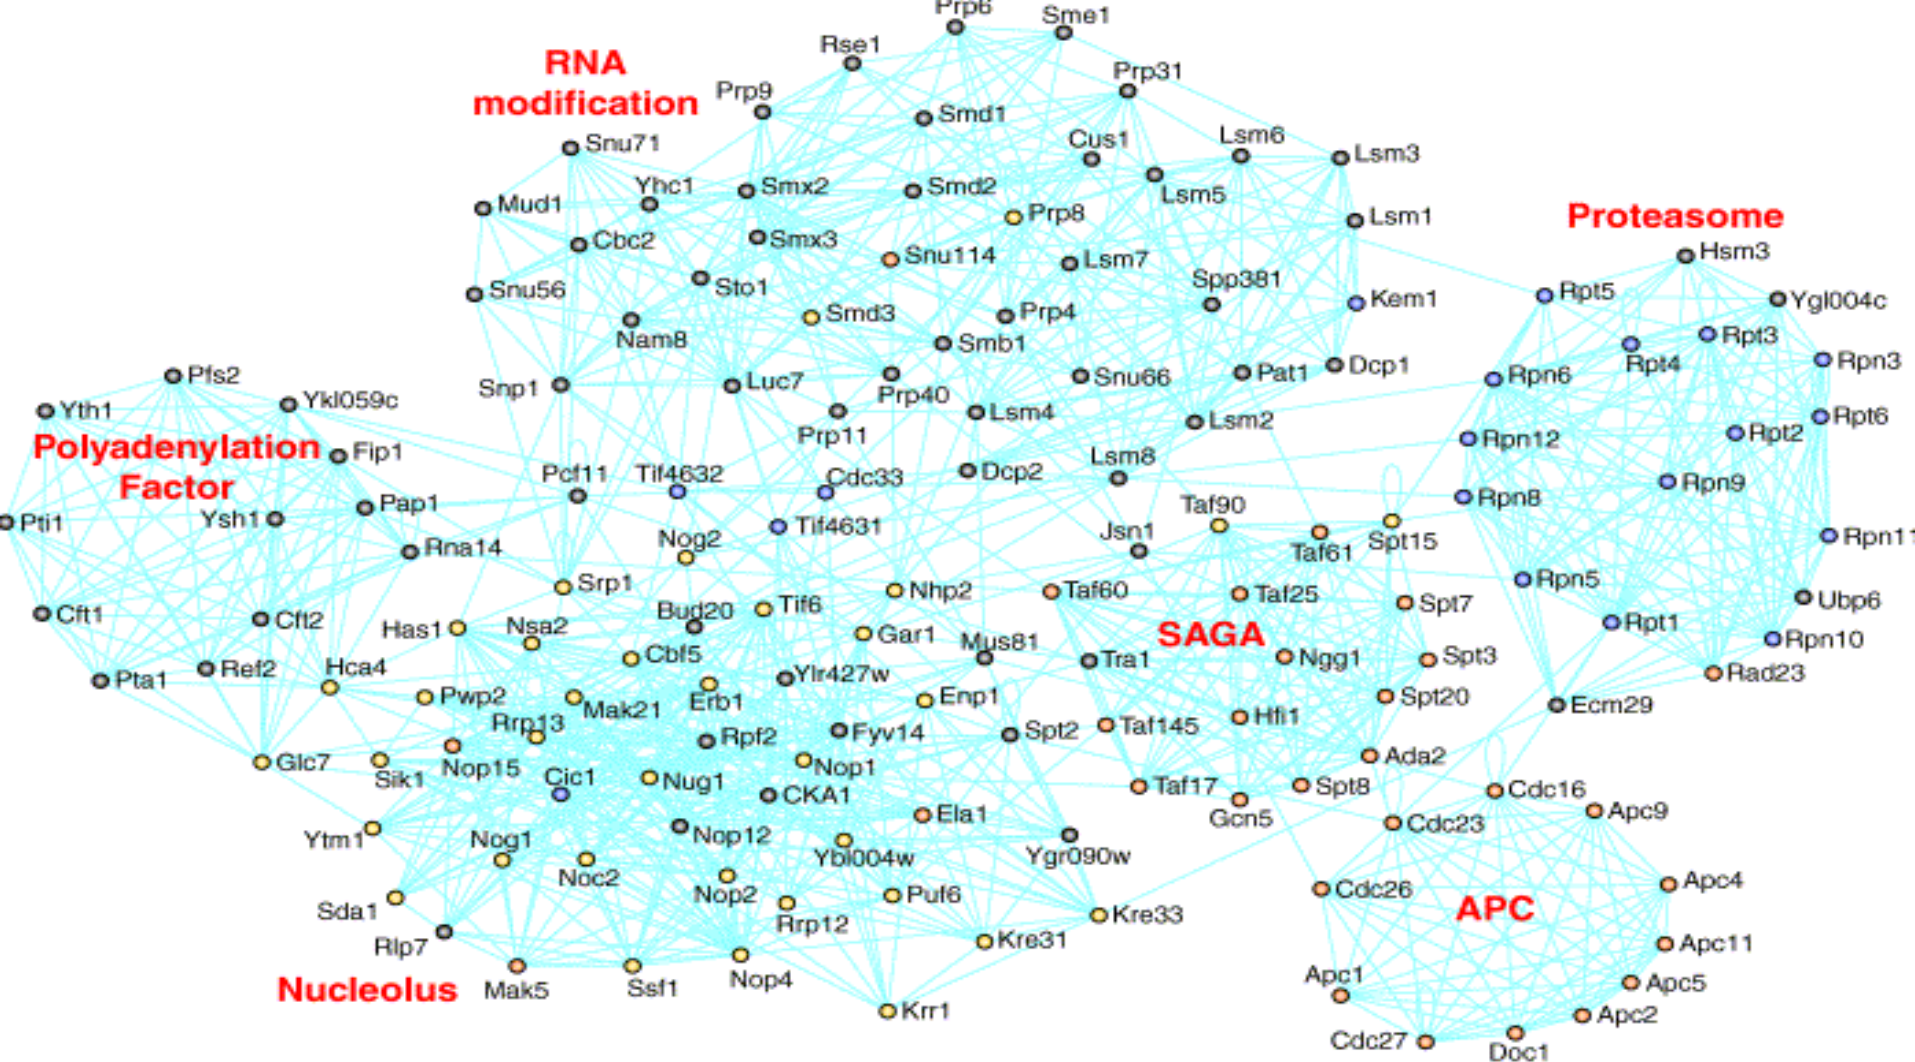 Prp6
Sme1
Rse1
RNA
modification
Prp31
Prp9
Smd1
Cus1
Lsm6
Snu71
Lsm3
Yhc1
Smx2
Smd2
Lsm5
Mud1
Prp8
Lsm1
Proteasome
Cbc2
Smx3
Snu114
Lsm7
Hsm3
Spp381
Snu56
Sto1
Rpt5
Kem1
Ygl004c
Smd3
Prp4
Nam8
Smb1
Rpt3
Rpt4
Rpn3
Pfs2
Snp1
Luc7
Prp40
Snu66
Pat1
Dcp1
Rpn6
Yth1
Ykl059c
Lsm4
Lsm2
Rpt6
Prp11
Rpt2
Rpn12
Polyadenylation
Factor
Fip1
Pcf11
Tif4632
Cdc33
Dcp2
Lsm8
Rpn9
Rpn8
Pti1
Ysh1
Pap1
Taf90
Tif4631
Jsn1
Taf61
Spt15
Rpn11
Rna14
Nog2
Srp1
Nhp2
Taf60
Taf25
Rpn5
Spt7
Ubp6
Cft1
Cft2
Has1
Nsa2
Bud20
Tif6
Gar1
SAGA
Rpt1
Rpn10
Mus81
Cbf5
Tra1
Ngg1
Spt3
Pta1
Ref2
Hca4
Ylr427w
Rad23
Pwp2
Mak21
Erb1
Enp1
Spt20
Ecm29
Rrp13
Rpf2
Fyv14
Spt2
Taf145
Hfi1
Glc7
Sik1
Nop15
Cic1
Nug1
Nop1
Ada2
CKA1
Taf17
Spt8
Cdc16
Gcn5
Apc9
Ela1
Cdc23
Ytm1
Nog1
Nop12
Ybl004w
Ygr090w
Noc2
Nop2
Puf6
Cdc26
Apc4
APC
Sda1
Rrp12
Kre33
Rlp7
Kre31
Apc11
Nucleolus
Mak5
Ssf1
Nop4
Apc1
Apc5
Krr1
Apc2
Cdc27
Doc1